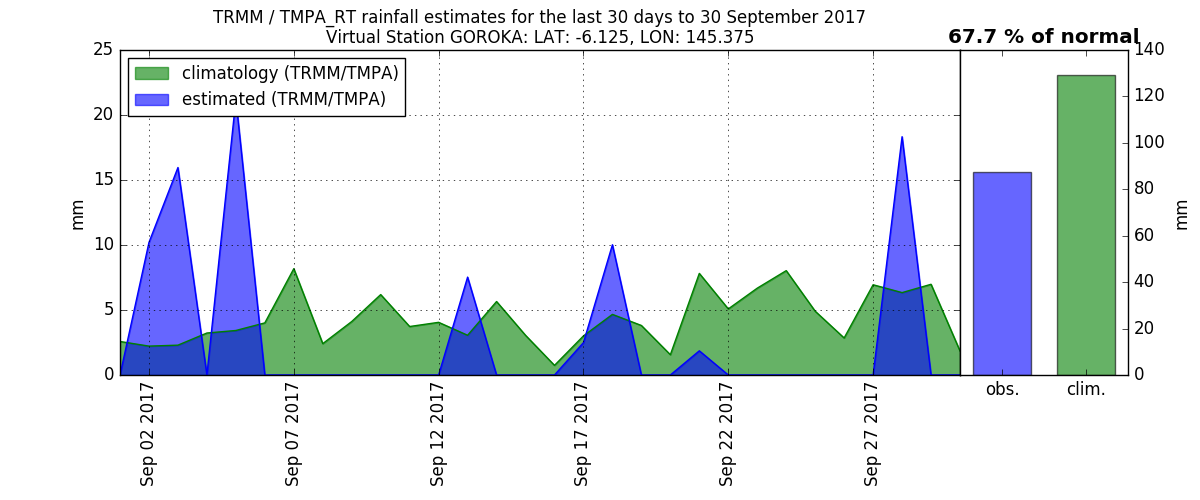 TRMM / TMPA_RT rainfall estimates for the last 30 days to 30 September 2017
Virtual Station GOROKA: LAT: -6.125, LON: 145.375
67.7 % of normal
climatology (TRMM/TMPA)
estimated (TRMM/TMPA)
25
20
15
10
5
0
mm
Sep 02 2017
Sep 07 2017
Sep 12 2017
Sep 17 2017
Sep 22 2017
Sep 27 2017
140
120
100
80
60
40
20
0
mm
obs.
clim.